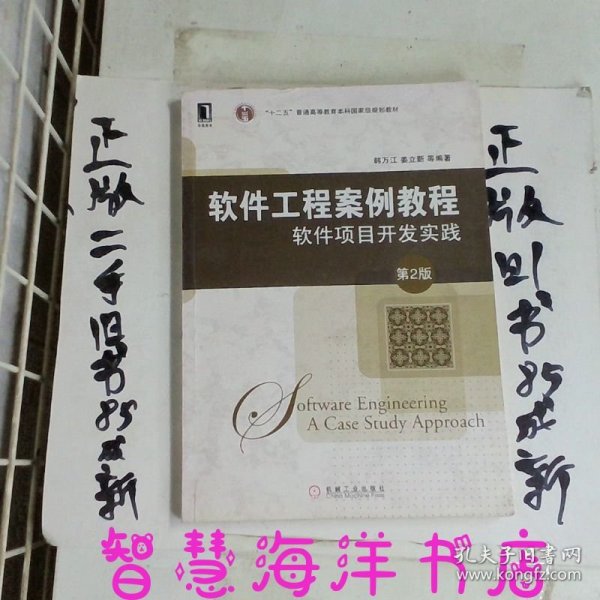 "十二五"普通高等教育本科国家级规划教材
韩万江 姜立新 等编著
软件工程案例教程
软件项目开发实践
第2版
Software Engineering
A Case Study Approach
机械工业出版社
China Machine Press
正版二手旧书85成新
正版旧书85成新
智慧海洋书店
孔夫子旧书网
www.kongfz.com